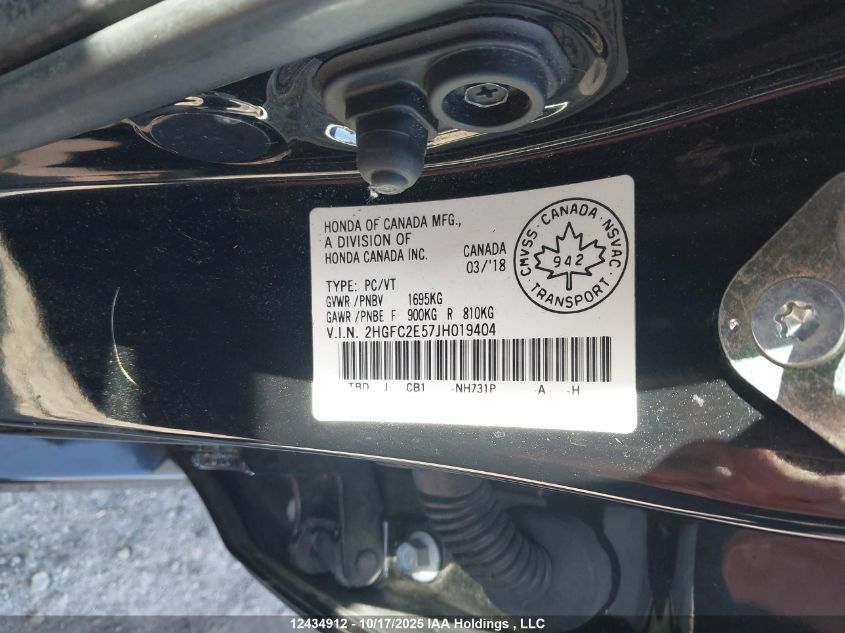 HONDA OF CANADA MFG.,
A DIVISION OF
HONDA CANADA INC.
CANADA
03/'18
CMVSS · CANADA · NSVAC
942
TRANSPORT
TYPE: PC/VT
GVWR/PNBV 1695KG
GAWR/PNBE F 900KG R 810KG
V.I.N. 2HGFC2E57JH019404
TBD J CB1 -NH731P -A -H
12434912 - 10/17/2025 IAA Holdings , LLC